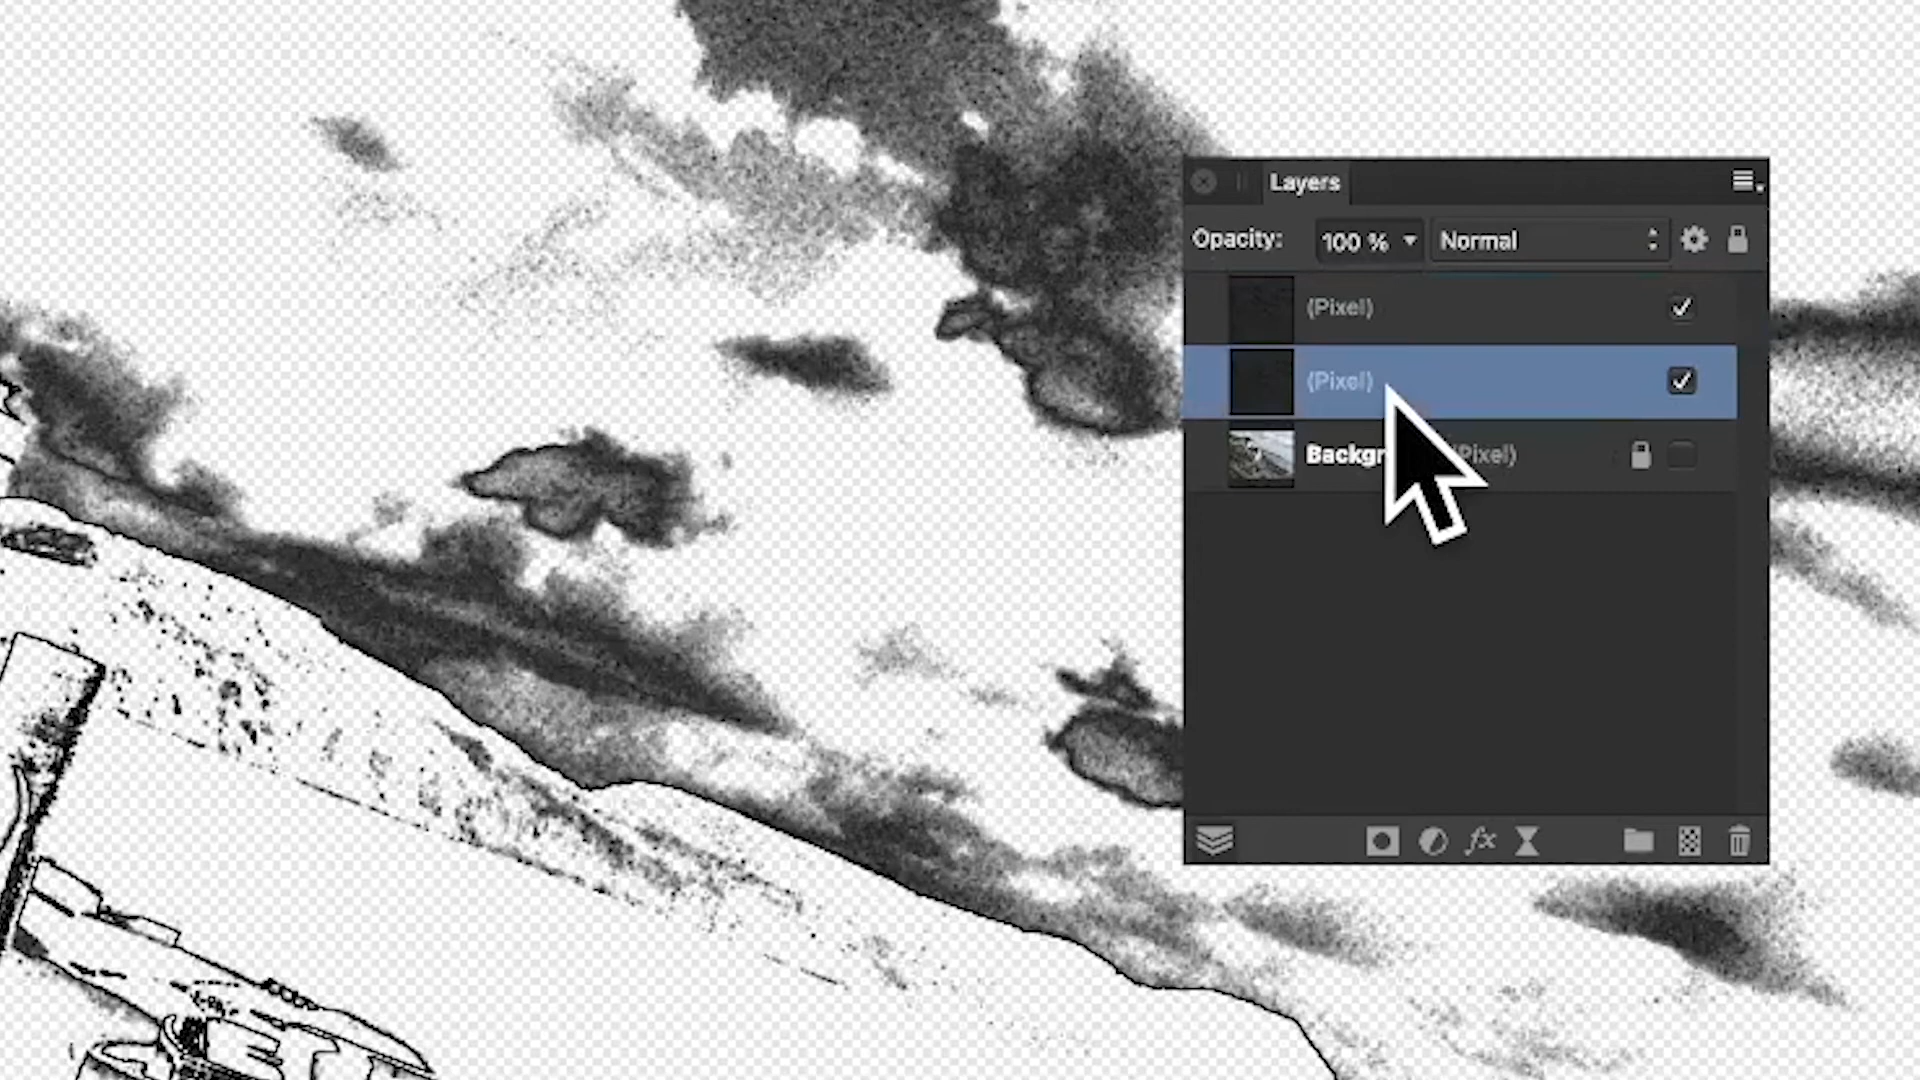 Layers
Opacity: 100 % Normal
(Pixel)
(Pixel)
Backgr Pixel)